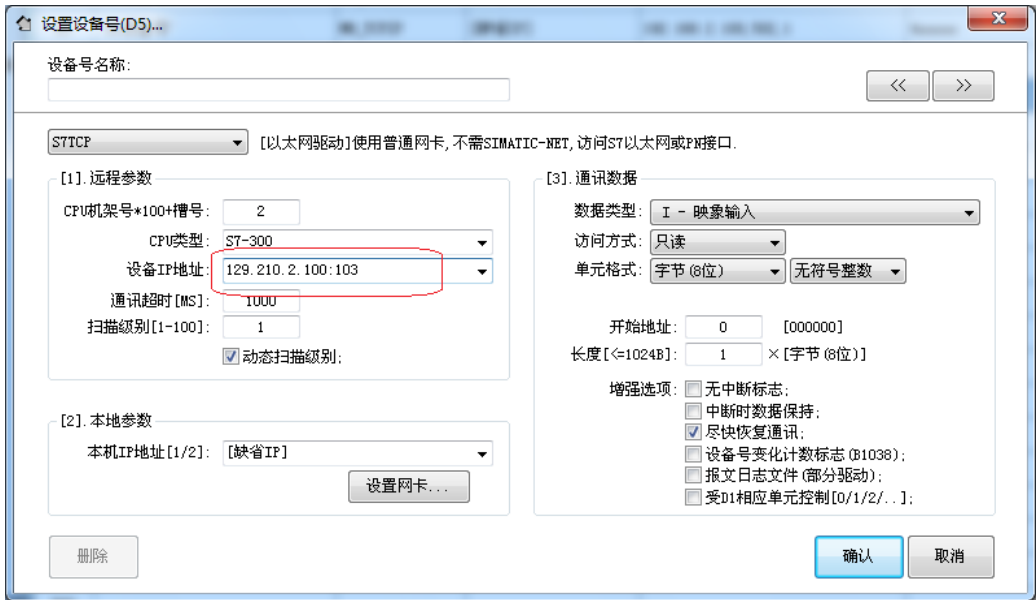 设置设备号(D5)...
设备号名称:
<<
>>
S7TCP
[以太网驱动]使用普通网卡,不需SIMATIC-NET,访问S7以太网或PN接口.
[1].远程参数
CPU机架号*100+槽号: 2
CPU类型: S7-300
设备IP地址: 129.210.2.100:103
通讯超时[MS]: 1000
扫描级别[1-100]: 1
动态扫描级别;
[2].本地参数
本机IP地址[1/2]: [缺省IP]
设置网卡...
[3].通讯数据
数据类型: I - 映象输入
访问方式: 只读
单元格式: 字节(8位) 无符号整数
开始地址: 0 [000000]
长度[<=1024B]: 1 ×[字节(8位)]
增强选项: 无中断标志;
中断时数据保持;
尽快恢复通讯;
设备号变化计数标志(B1038);
报文日志文件(部分驱动);
受D1相应单元控制[0/1/2/..];
删除
确认
取消